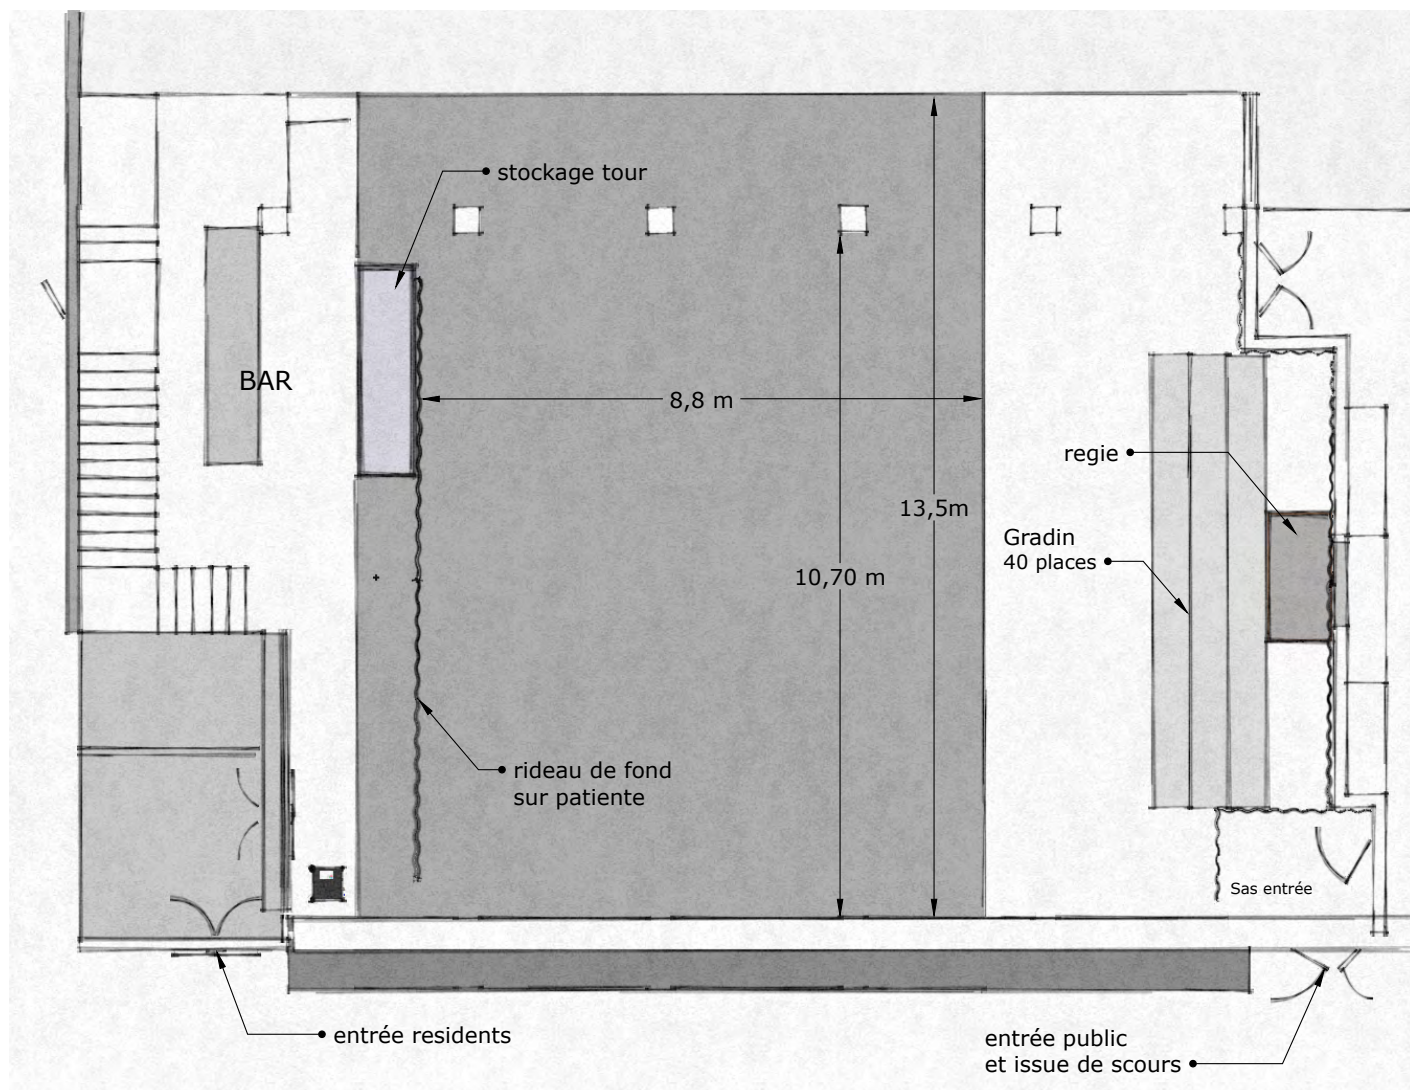 stockage tour
BAR
8,8 m
regie
13,5m
Gradin
40 places
10,70 m
rideau de fond
sur patiente
Sas entrée
entrée residents
entrée public
et issue de scours